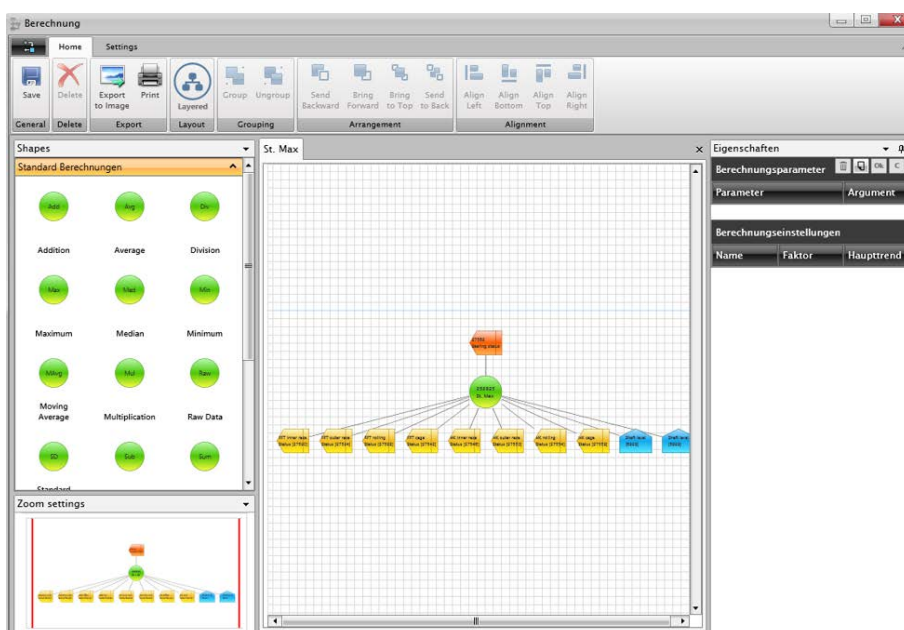 Berechnung
Home Settings
Save Delete Export to Image Print Layered Group Ungroup Send Backward Bring Forward Bring to Top Send to Back Align Left Align Bottom Align Top Align Right
General Delete Export Layout Grouping Arrangement Alignment
Shapes
St. Max
Eigenschaften
Standard Berechnungen
Berechnungsparameter
Ok C
Parameter Argument
Add Avg Div
Addition Average Division
Berechnungseinstellungen
Name Faktor Haupttrend
Max Med Min
Maximum Median Minimum
MAvg Mul Raw
Moving Average Multiplication Raw Data
SD Sub Sum
Standard
St. Max
Zoom settings